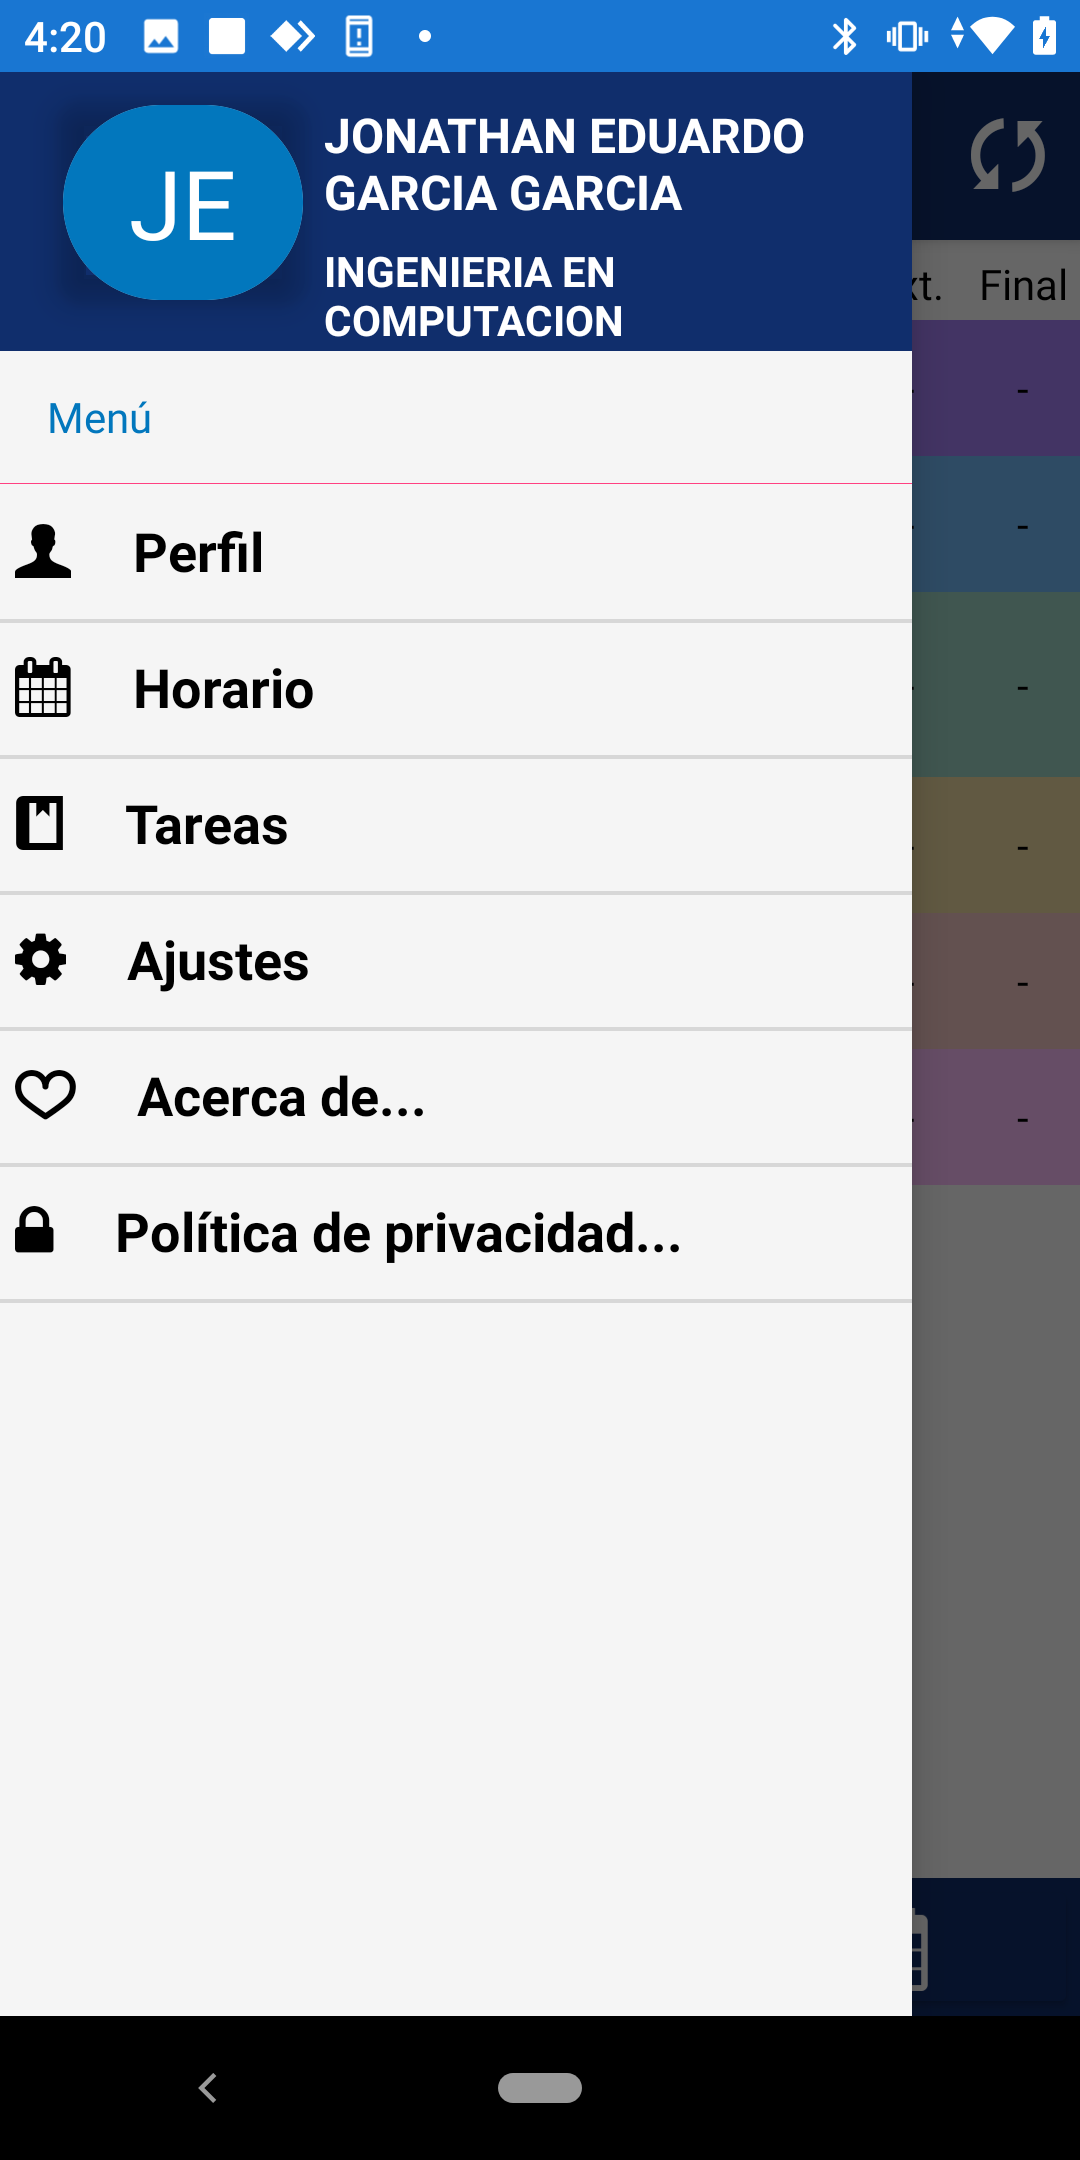 4:20
JE
JONATHAN EDUARDO
GARCIA GARCIA
INGENIERIA EN
COMPUTACION
Final
Menú
Perfil
-
-
Horario
-
Tareas
-
Ajustes
-
Acerca de...
-
Política de privacidad...